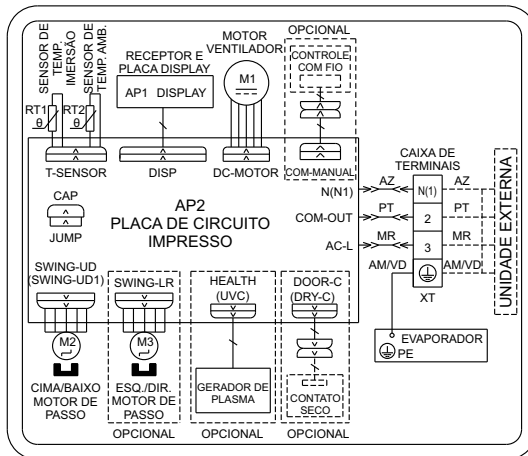 SENSOR DE
TEMP.
IMERSÃO
SENSOR DE
TEMP. AMB.
RECEPTOR E
PLACA DISPLAY
MOTOR
VENTILADOR
OPCIONAL
CONTROLE
COM FIO
AP1 DISPLAY
M1
RT1
θ
RT2
θ
T-SENSOR
DISP
DC-MOTOR
COM-MANUAL
CAIXA DE
TERMINAIS
CAP
JUMP
AP2
PLACA DE CIRCUITO
IMPRESSO
N(N1)
AZ
N(1)
AZ
COM-OUT
PT
2
PT
AC-L
MR
3
MR
AM/VD
AM/VD
XT
UNIDADE EXTERNA
SWING-UD
(SWING-UD1)
SWING-LR
HEALTH
(UVC)
DOOR-C
(DRY-C)
EVAPORADOR
PE
M2
M3
CIMA/BAIXO
MOTOR DE
PASSO
ESQ./DIR.
MOTOR DE
PASSO
GERADOR DE
PLASMA
CONTATO
SECO
OPCIONAL
OPCIONAL
OPCIONAL